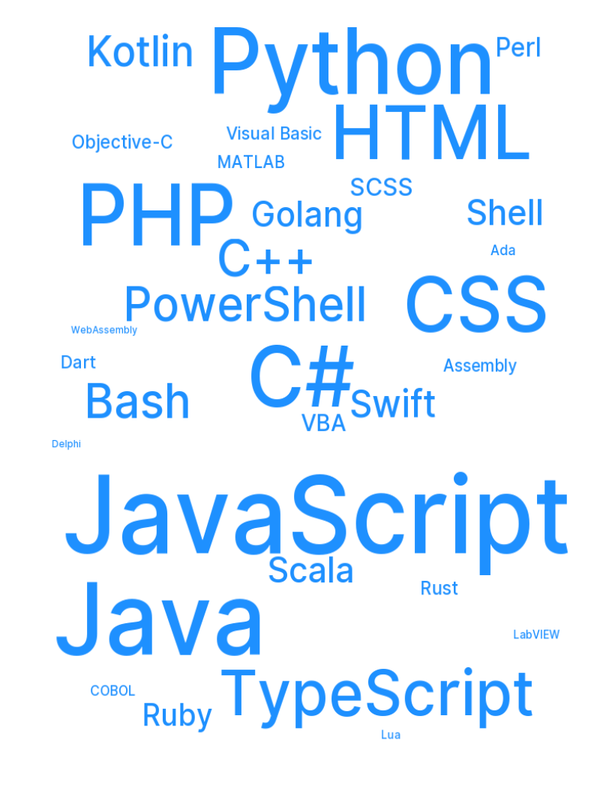 Kotlin
Python
Perl
HTML
Objective-C
Visual Basic
MATLAB
SCSS
PHP
Golang
Shell
C++
Ada
PowerShell
CSS
WebAssembly
Dart
C#
Assembly
Bash
Swift
VBA
Delphi
JavaScript
Scala
Rust
Java
LabVIEW
TypeScript
COBOL
Ruby
Lua